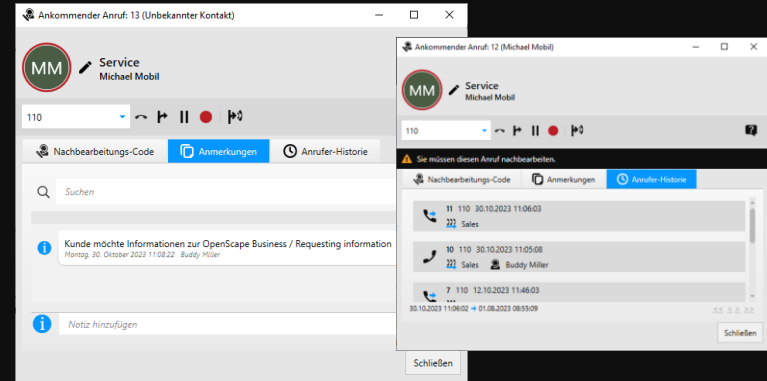 Ankommender Anruf: 13 (Unbekannter Kontakt)
MM
Service
Michael Mobil
110
Nachbearbeitungs-Code
Anmerkungen
Anrufer-Historie
Suchen
Kunde möchte Informationen zur OpenScape Business / Requesting information
Montag, 30. Oktober 2023 11:08:22 Buddy Miller
Notiz hinzufügen
Schließen
Ankommender Anruf: 12 (Michael Mobil)
MM
Service
Michael Mobil
110
Sie müssen diesen Anruf nachbearbeiten.
Nachbearbeitungs-Code
Anmerkungen
Anrufer-Historie
11 110 30.10.2023 11:06:03
Sales
10 110 30.10.2023 11:05:08
Sales Buddy Miller
7 110 12.10.2023 11:46:03
30.10.2023 11:06:02 → 01.08.2023 08:55:09
Schließen